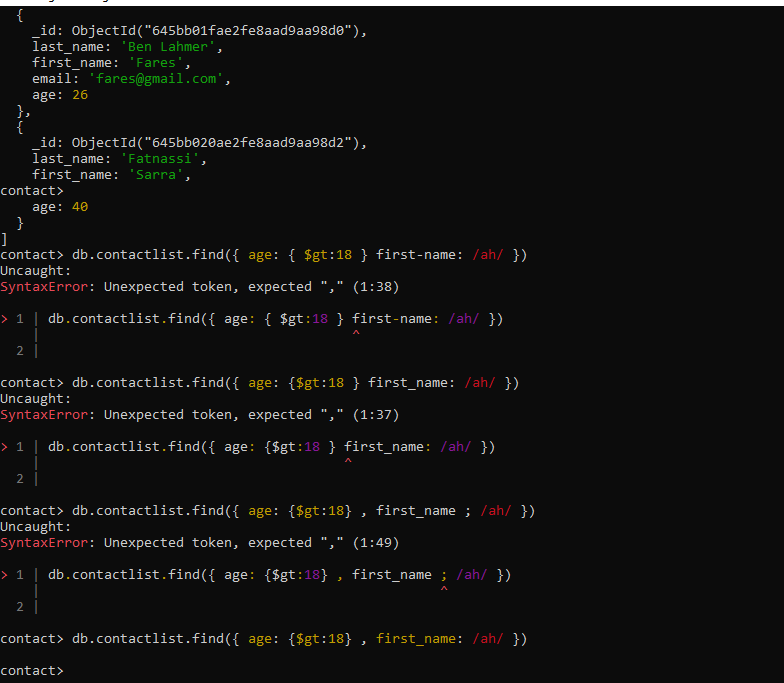 {
_id: ObjectId("645bb01fae2fe8aad9aa98d0"),
last_name: 'Ben Lahmer',
first_name: 'Fares',
email: 'fares@gmail.com',
age: 26
},
{
_id: ObjectId("645bb020ae2fe8aad9aa98d2"),
last_name: 'Fatnassi',
first_name: 'Sarra',
contact>
age: 40
}
]
contact> db.contactlist.find({ age: { $gt:18 } first-name: /ah/ })
Uncaught:
SyntaxError: Unexpected token, expected "," (1:38)
> 1 | db.contactlist.find({ age: { $gt:18 } first-name: /ah/ })
| ^
2 |
contact> db.contactlist.find({ age: {$gt:18 } first_name: /ah/ })
Uncaught:
SyntaxError: Unexpected token, expected "," (1:37)
> 1 | db.contactlist.find({ age: {$gt:18 } first_name: /ah/ })
| ^
2 |
contact> db.contactlist.find({ age: {$gt:18} , first_name ; /ah/ })
Uncaught:
SyntaxError: Unexpected token, expected "," (1:49)
> 1 | db.contactlist.find({ age: {$gt:18} , first_name ; /ah/ })
| ^
2 |
contact> db.contactlist.find({ age: {$gt:18} , first_name: /ah/ })
contact>